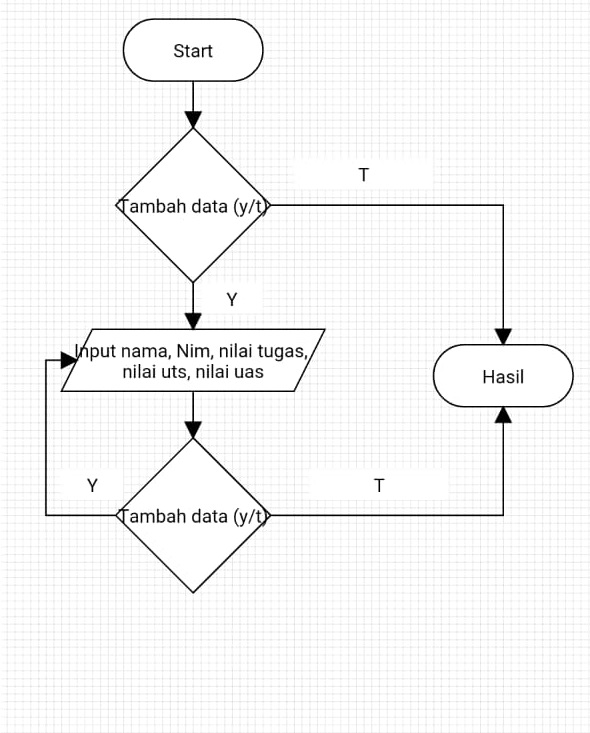 Start
Tambah data (y/t)
T
Y
Input nama, Nim, nilai tugas,
nilai uts, nilai uas
Hasil
Y
T
Tambah data (y/t)